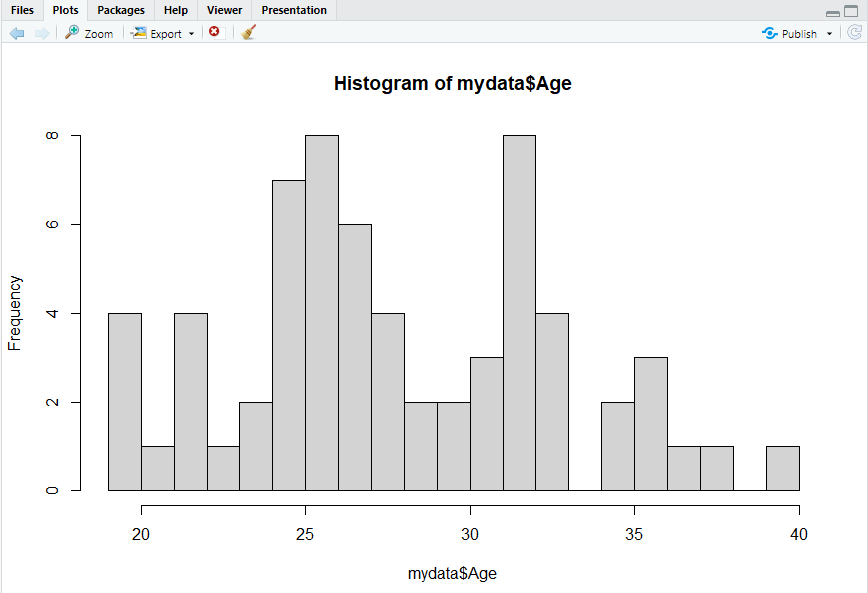 Files Plots Packages Help Viewer Presentation
Zoom Export Publish
Histogram of mydata$Age
8
6
4
2
0
Frequency
20 25 30 35 40
mydata$Age